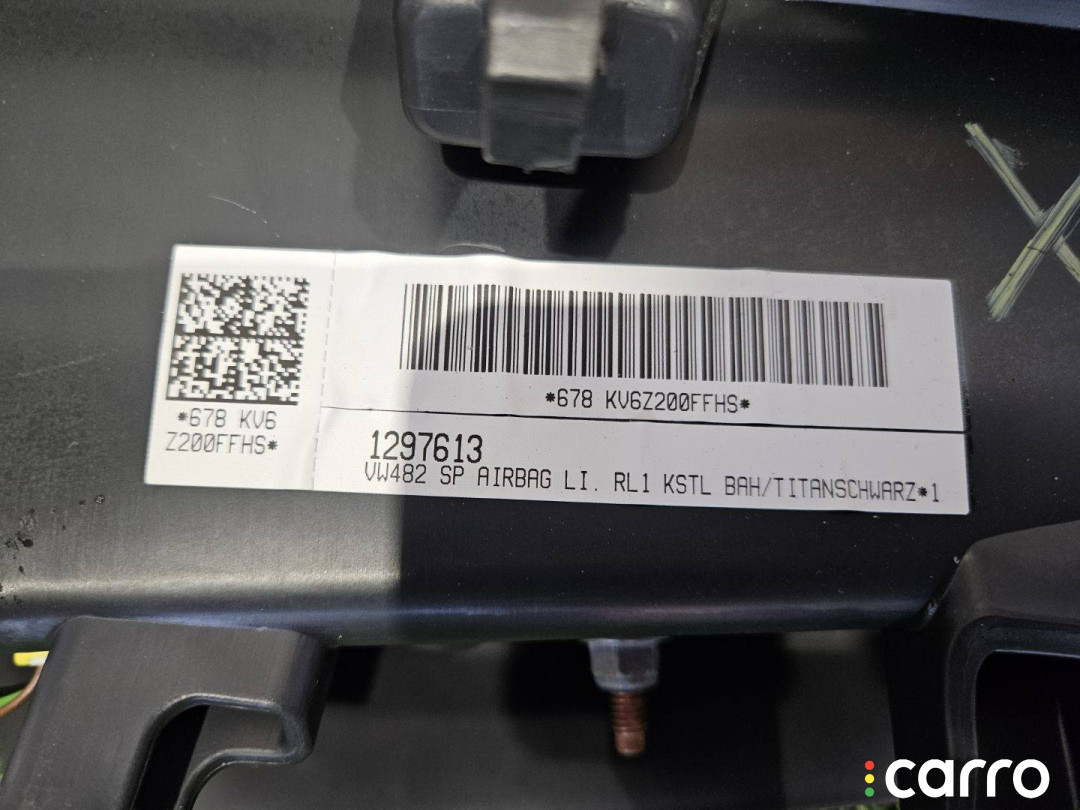 *678 KV6
Z200FFHS*
*678 KV6Z200FFHS*
1297613
VW482 SP AIRBAG LI. RL1 KSTL BAH/TITANSCHWARZ*1
carro